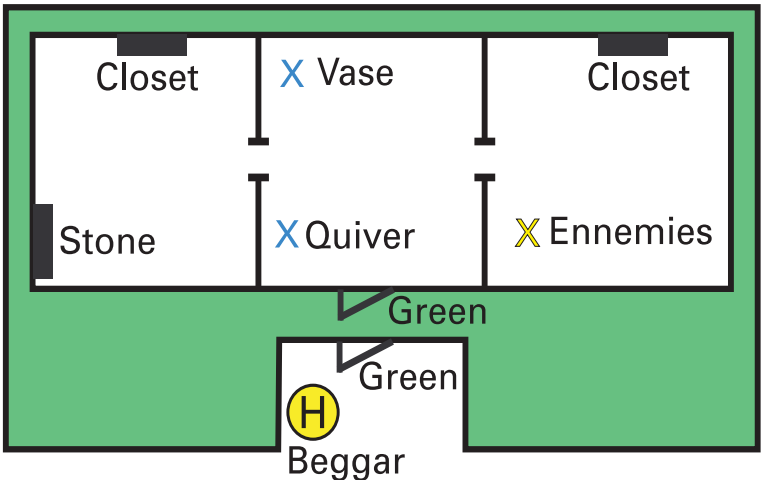 Closet
X Vase
Closet
Stone
X Quiver
X Ennemies
Green
Green
H
Beggar